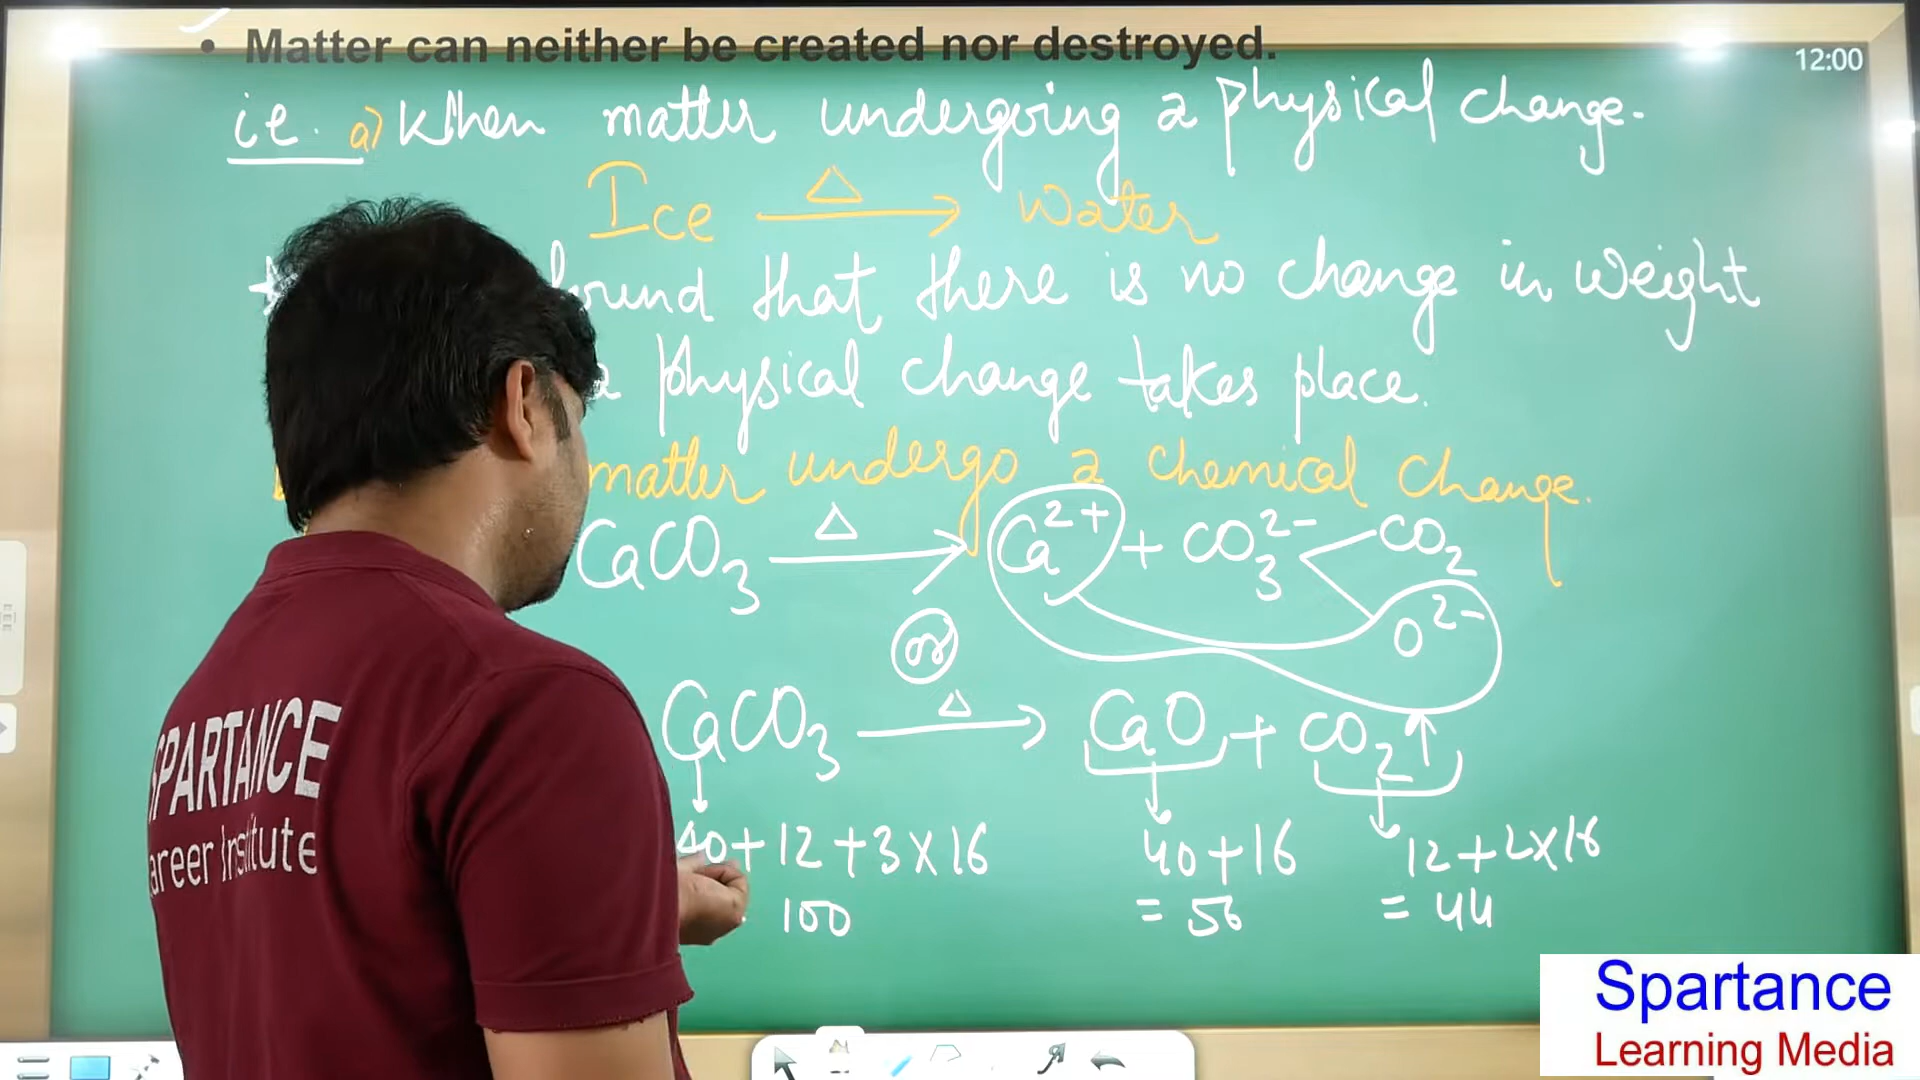 • Matter can neither be created nor destroyed.
12:00
i.e. a) When matter undergoing a physical change.
Ice △→ Water
found that there is no change in weight
a physical change takes place.
matter undergo a chemical change.
CaCO₃ △→ Ca²⁺ + CO₃²⁻ CO₂
O²⁻
or
CaCO₃ △→ CaO + CO₂↑
40+12+3×16 40+16 12+2×16
100 = 56 = 44
SPARTANCE
areer Institute
Spartance
Learning Media